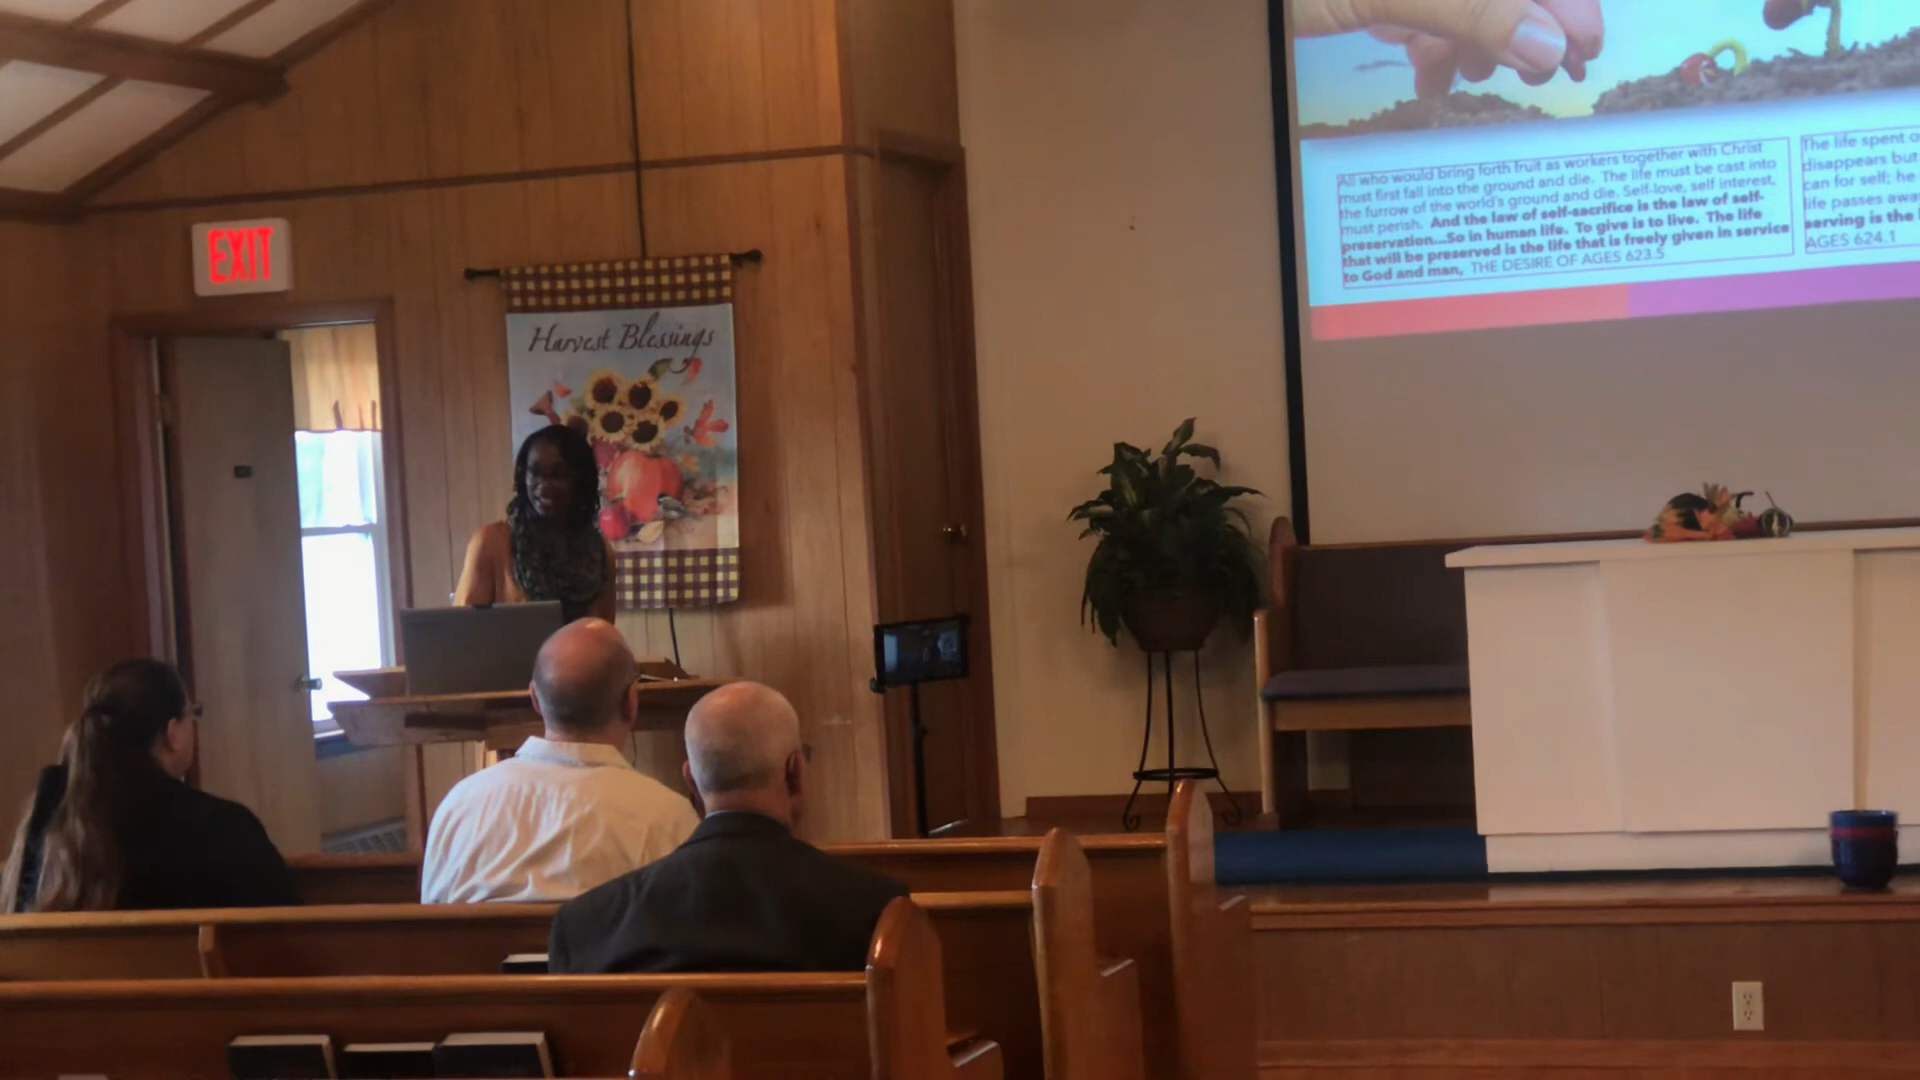 EXIT
Harvest Blessings
All who would bring forth fruit as workers together with Christ
must first fall into the ground and die. The life must be cast into
the furrow of the world's ground and die. Self-love, self interest,
must perish. And the law of self-sacrifice is the law of self-
preservation...So in human life. To give is to live. The life
that will be preserved is the life that is freely given in service
to God and man, THE DESIRE OF AGES 623.5
The life spent o
disappears but
can for self; he
life passes awa
serving is the
AGES 624.1